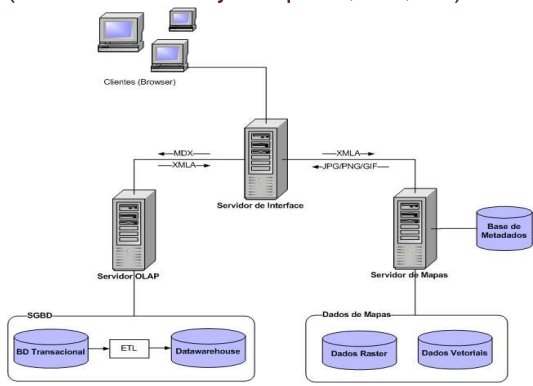 Clientes (Browser)
MDX
XMLA
XMLA
JPG/PNG/GIF
Servidor de Interface
Base de
Metadados
Servidor OLAP
Servidor de Mapas
SGBD
BD Transacional
ETL
Datawarehouse
Dados de Mapas
Dados Raster
Dados Vetoriais